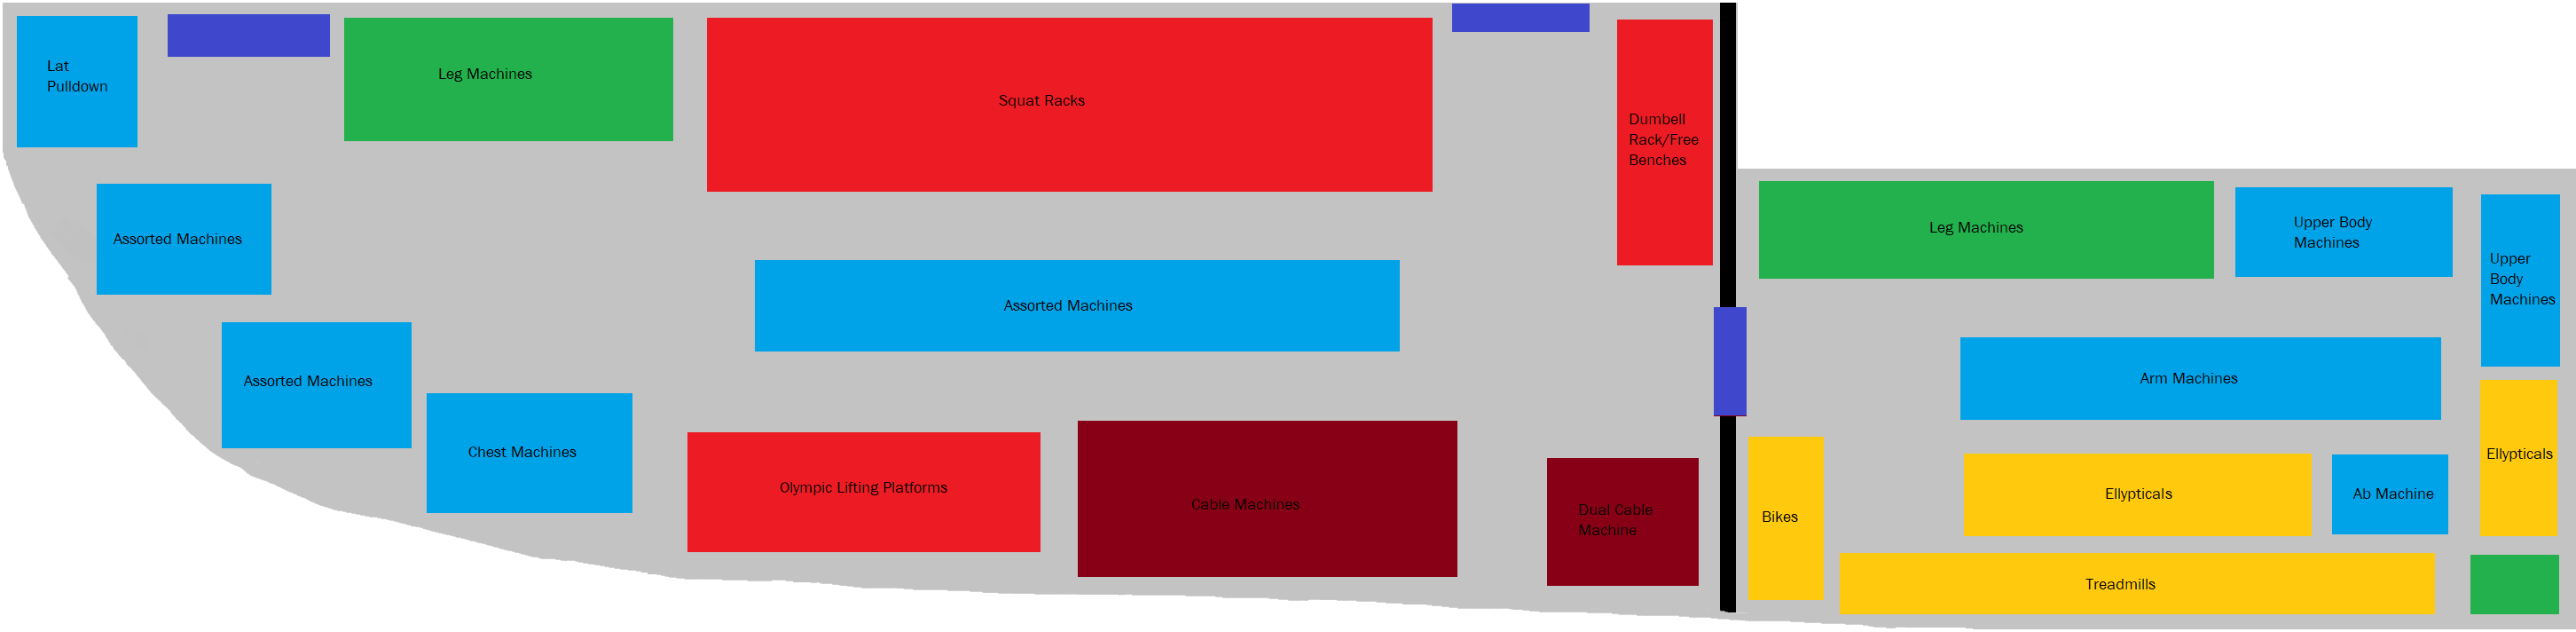 Lat
Pulldown
Leg Machines
Squat Racks
Dumbell
Rack/Free
Benches
Assorted Machines
Assorted Machines
Assorted Machines
Chest Machines
Olympic Lifting Platforms
Cable Machines
Dual Cable
Machine
Leg Machines
Upper Body
Machines
Upper
Body
Machines
Arm Machines
Ellypticals
Bikes
Ellypticals
Ab Machine
Treadmills